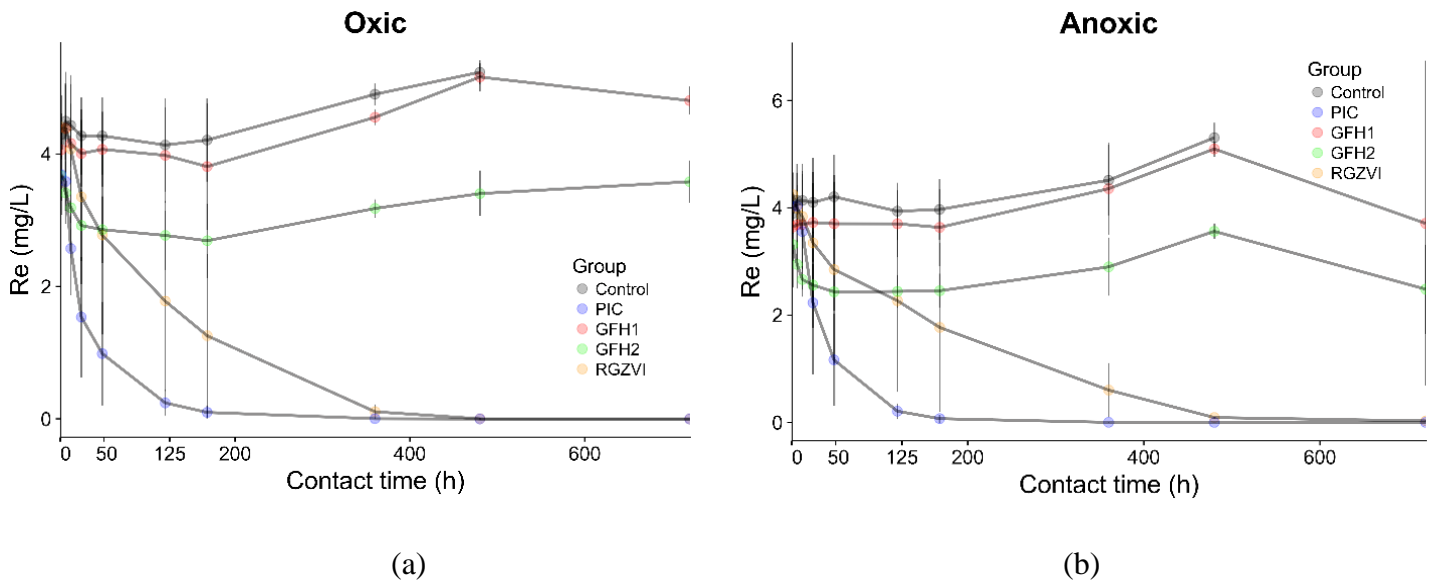 Oxic
Re (mg/L)
4
2
0
Group
Control
PIC
GFH1
GFH2
RGZVI
0 50 125 200 400 600
Contact time (h)
(a)
Anoxic
Re (mg/L)
6
4
2
0
Group
Control
PIC
GFH1
GFH2
RGZVI
0 50 125 200 400 600
Contact time (h)
(b)